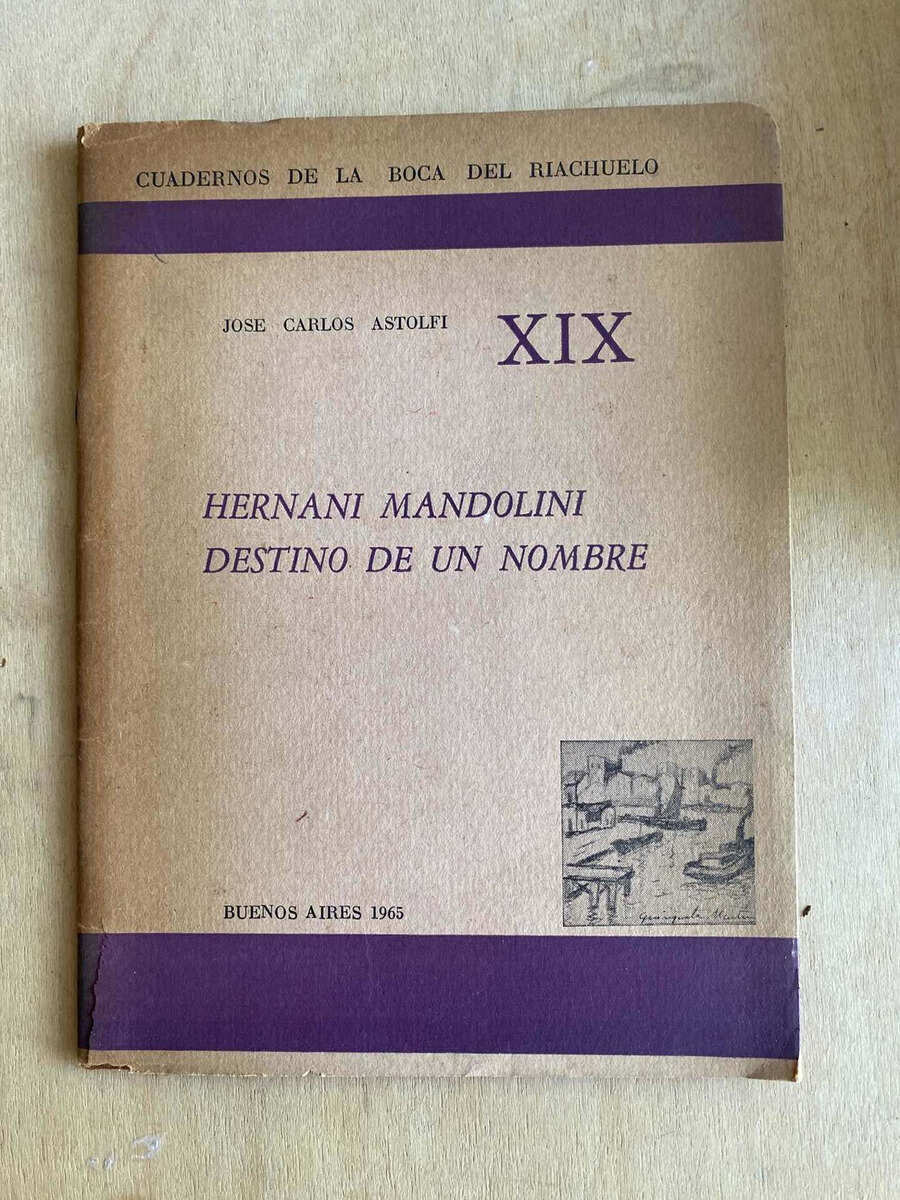 CUADERNOS DE LA BOCA DEL RIACHUELO
JOSE CARLOS ASTOLFI
XIX
HERNANI MANDOLINI
DESTINO DE UN NOMBRE
BUENOS AIRES 1965